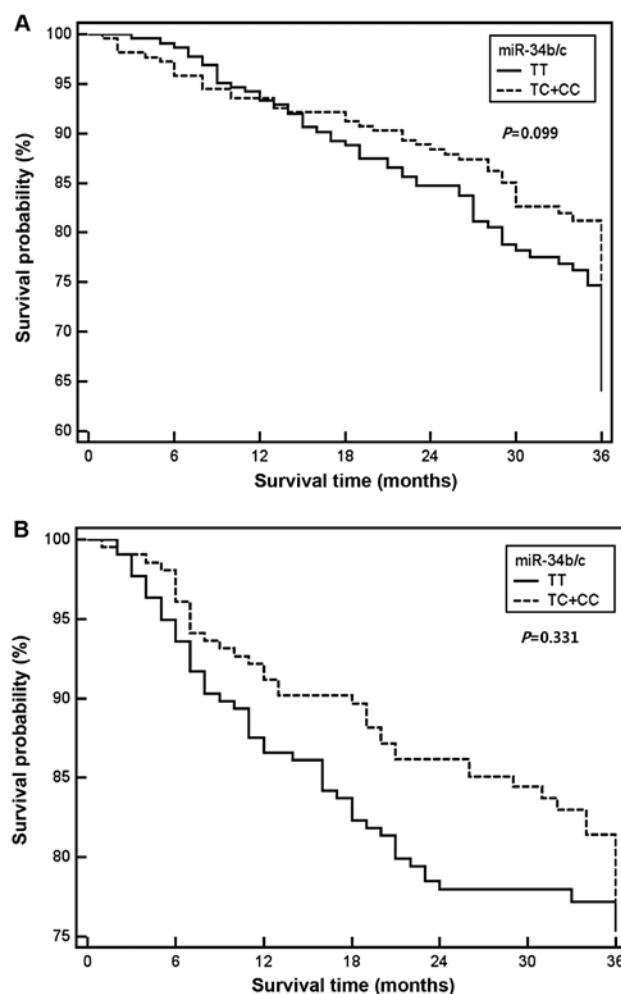 A
Survival probability (%)
100
95
90
85
80
75
70
65
60
miR-34b/c
TT
TC+CC
P=0.099
0 6 12 18 24 30 36
Survival time (months)
B
Survival probability (%)
100
95
90
85
80
75
miR-34b/c
TT
TC+CC
P=0.331
0 6 12 18 24 30 36
Survival time (months)